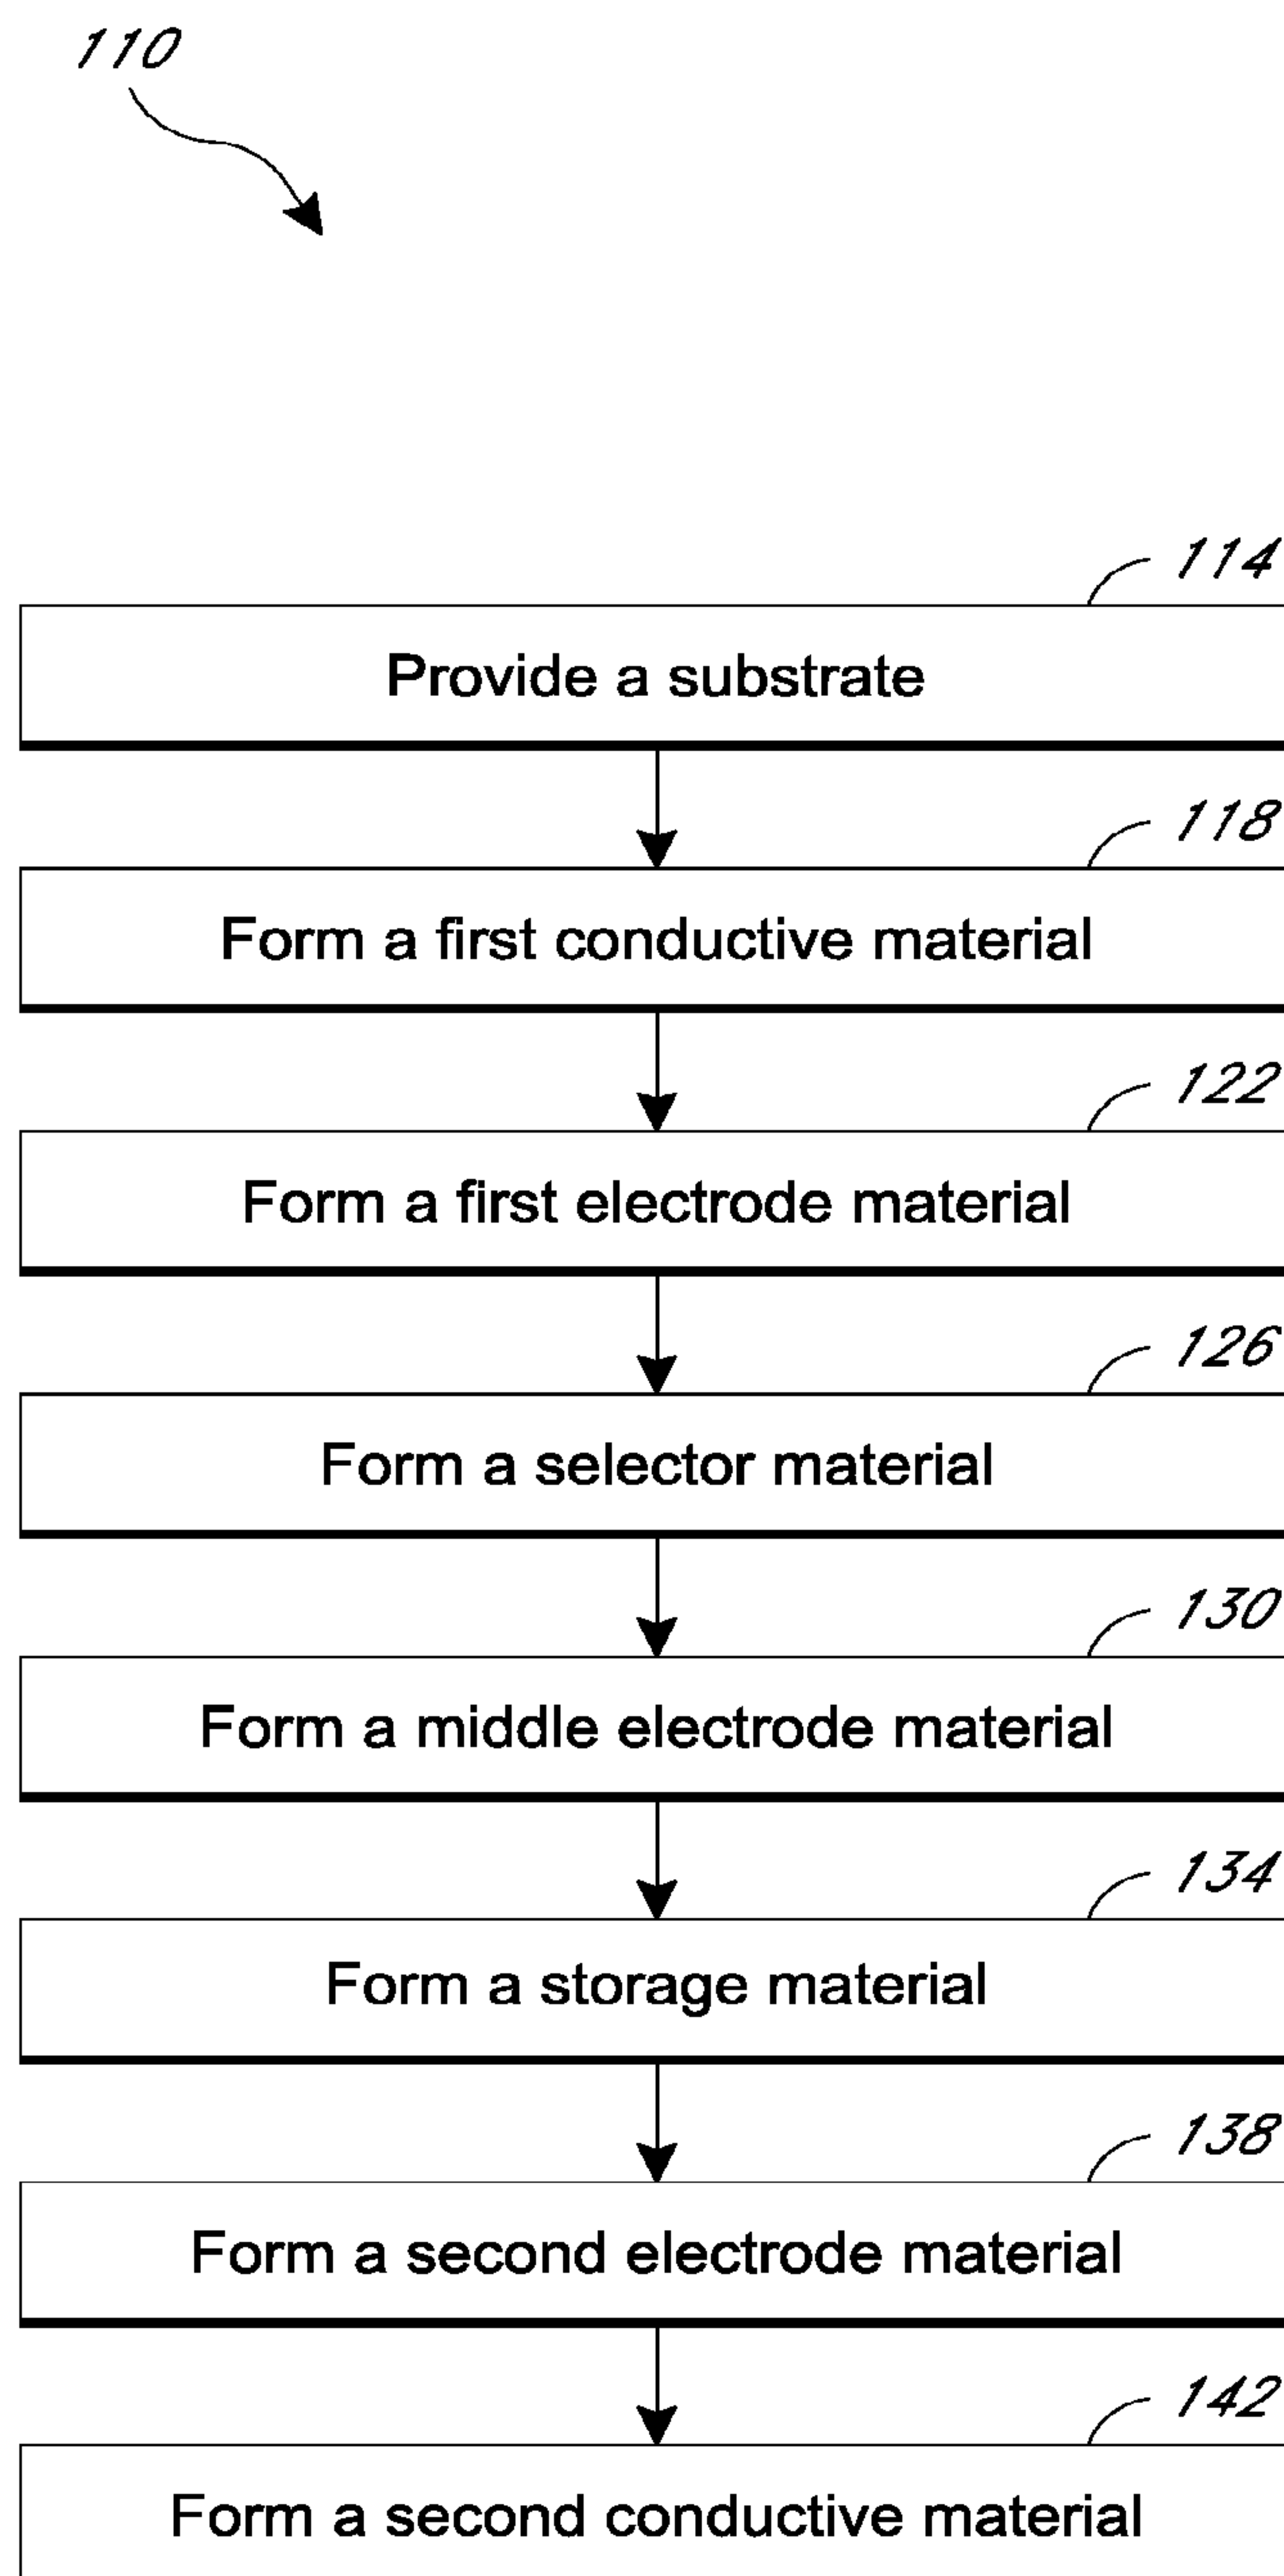 110
114
Provide a substrate
118
Form a first conductive material
122
Form a first electrode material
126
Form a selector material
130
Form a middle electrode material
134
Form a storage material
138
Form a second electrode material
142
Form a second conductive material